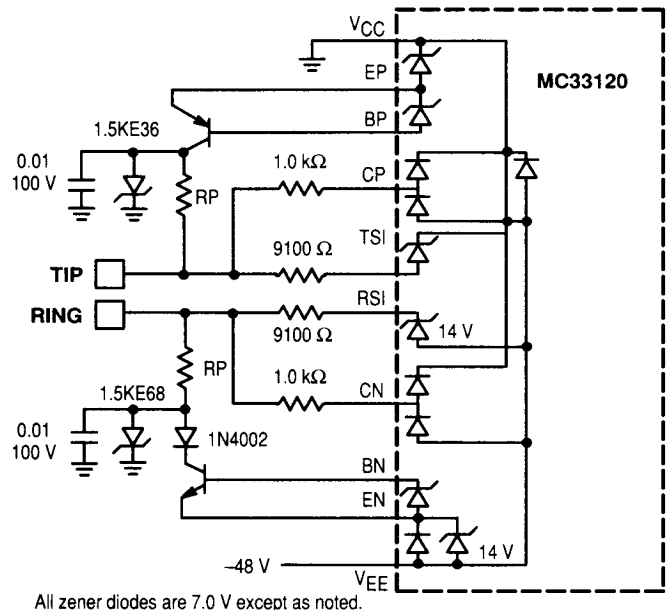 VCC
EP
MC33120
BP
1.5KE36
0.01
100 V
RP
1.0 kΩ
CP
TSI
9100 Ω
TIP
RING
RSI
9100 Ω
14 V
RP
1.0 kΩ
CN
1.5KE68
0.01
100 V
1N4002
BN
EN
–48 V
14 V
VEE
All zener diodes are 7.0 V except as noted.